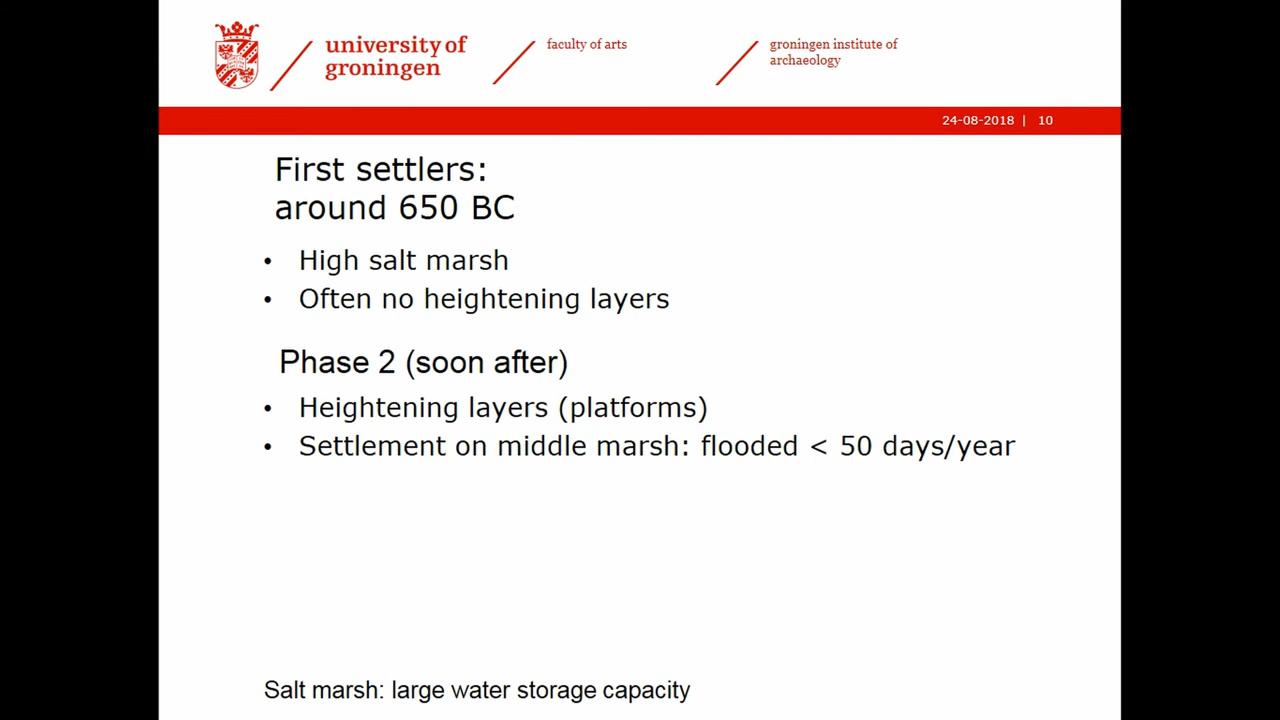 university of
groningen
faculty of arts
groningen institute of
archaeology
24-08-2018 | 10
First settlers:
around 650 BC
• High salt marsh
• Often no heightening layers
Phase 2 (soon after)
• Heightening layers (platforms)
• Settlement on middle marsh: flooded < 50 days/year
Salt marsh: large water storage capacity